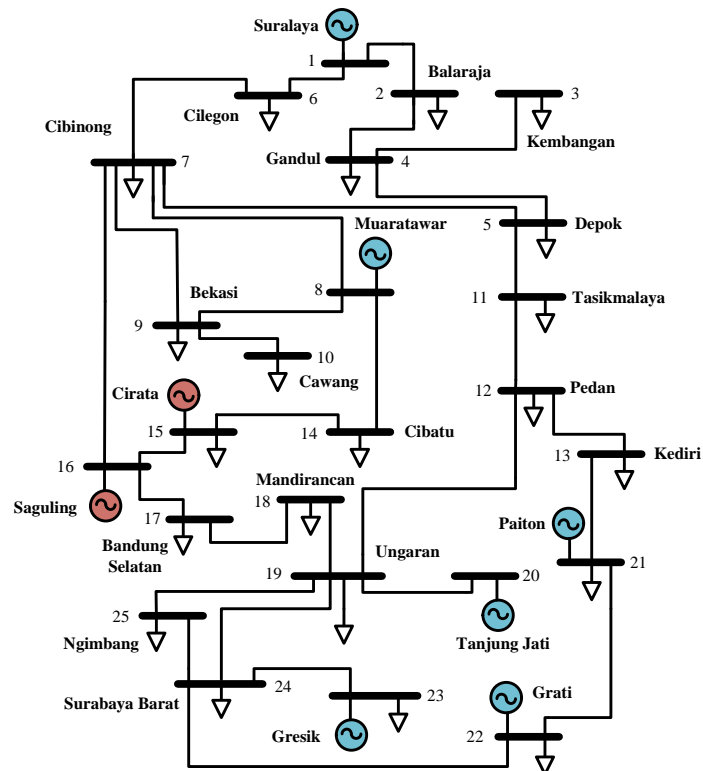 Suralaya
1
Balaraja
2
3
6
Cilegon
Kembangan
Cibinong
7
Gandul
4
5
Depok
Muaratawar
Bekasi
8
11
Tasikmalaya
9
10
Cawang
Pedan
12
Cirata
15
14
Cibatu
13
Kediri
16
Mandirancan
18
Saguling
17
Bandung
Selatan
Paiton
Ungaran
21
19
20
25
Ngimbang
Tanjung Jati
24
23
Grati
Surabaya Barat
Gresik
22